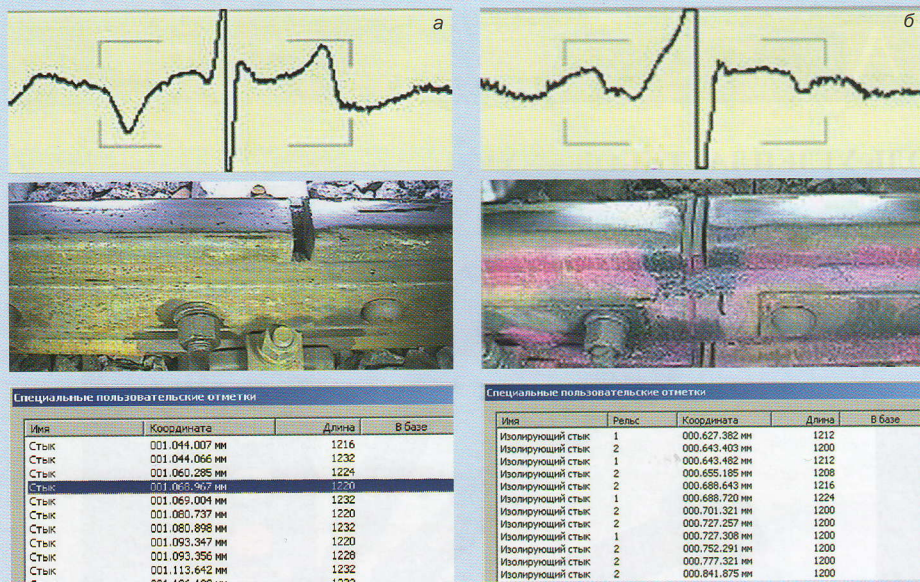 а
б
Специальные пользовательские отметки
Имя Координата Длина В базе
Стык 001.044.007 мм 1216
Стык 001.044.066 мм 1232
Стык 001.060.285 мм 1224
Стык 001.068.967 мм 1220
Стык 001.069.004 мм 1232
Стык 001.080.737 мм 1220
Стык 001.080.898 мм 1232
Стык 001.093.347 мм 1220
Стык 001.093.356 мм 1228
Стык 001.113.642 мм 1232
Специальные пользовательские отметки
Имя Рельс Координата Длина В базе
Изолирующий стык 1 000.627.382 мм 1212
Изолирующий стык 2 000.643.403 мм 1200
Изолирующий стык 1 000.643.482 мм 1212
Изолирующий стык 2 000.655.185 мм 1208
Изолирующий стык 2 000.688.643 мм 1216
Изолирующий стык 1 000.688.720 мм 1224
Изолирующий стык 2 000.701.321 мм 1200
Изолирующий стык 2 000.727.257 мм 1200
Изолирующий стык 1 000.727.308 мм 1200
Изолирующий стык 2 000.752.291 мм 1200
Изолирующий стык 2 000.777.321 мм 1200
Изолирующий стык 2 000.841.875 мм 1200